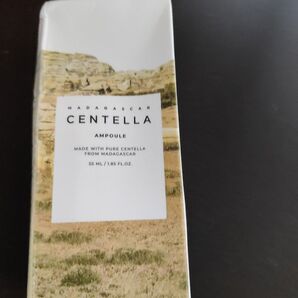 MADAGASCAR
CENTELLA
AMPOULE
MADE WITH PURE CENTELLA
FROM MADAGASCAR
55 ML / 1.85 FL.OZ.